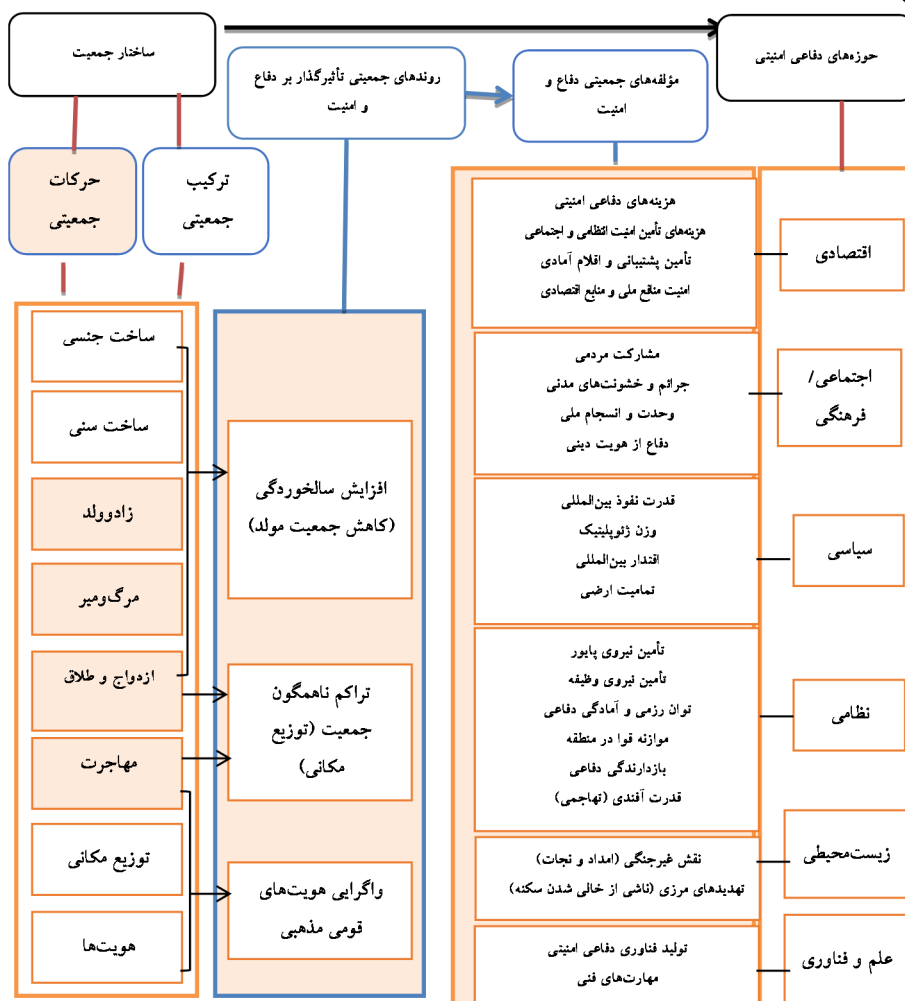 حوزه‌های دفاعی امنیتی
مؤلفه‌های جمعیتی دفاع و
امنیت
روندهای جمعیتی تأثیرگذار بر دفاع
و امنیت
ساختار جمعیت
ترکیب
جمعیتی
حرکات
جمعیتی
اقتصادی
اجتماعی/
فرهنگی
سیاسی
نظامی
زیست‌محیطی
علم و فناوری
هزینه‌های دفاعی امنیتی
هزینه‌های تأمین امنیت انتظامی و اجتماعی
تأمین پشتیبانی و اقلام آمادی
امنیت منافع ملی و منابع اقتصادی
مشارکت مردمی
جرائم و خشونت‌های مدنی
وحدت و انسجام ملی
دفاع از هویت دینی
قدرت نفوذ بین‌المللی
وزن ژئوپلیتیک
اقتدار بین‌المللی
تمامیت ارضی
تأمین نیروی پایور
تأمین نیروی وظیفه
توان رزمی و آمادگی دفاعی
موازنه قوا در منطقه
بازدارندگی دفاعی
قدرت آفندی (تهاجمی)
نقش غیرجنگی (امداد و نجات)
تهدیدهای مرزی (ناشی از خالی شدن سکنه)
تولید فناوری دفاعی امنیتی
مهارت‌های فنی
افزایش سالخوردگی
(کاهش جمعیت مولد)
تراکم ناهمگون
جمعیت (توزیع
مکانی)
واگرایی هویت‌های
قومی مذهبی
ساخت جنسی
ساخت سنی
زادوولد
مرگ‌ومیر
ازدواج و طلاق
مهاجرت
توزیع مکانی
هویت‌ها